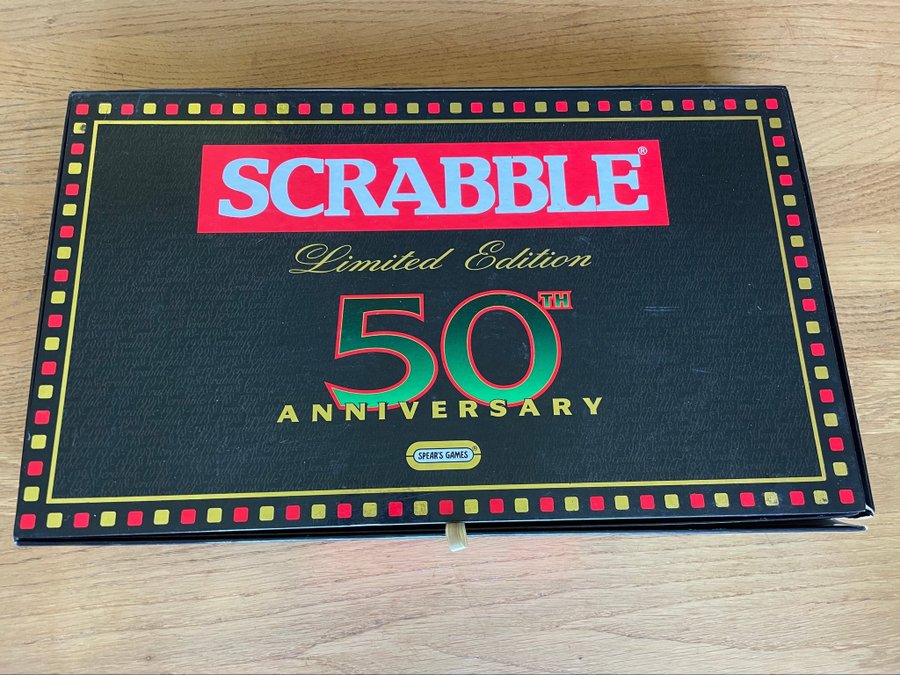 SCRABBLE®
Limited Edition
50TH
ANNIVERSARY
SPEAR'S GAMES®